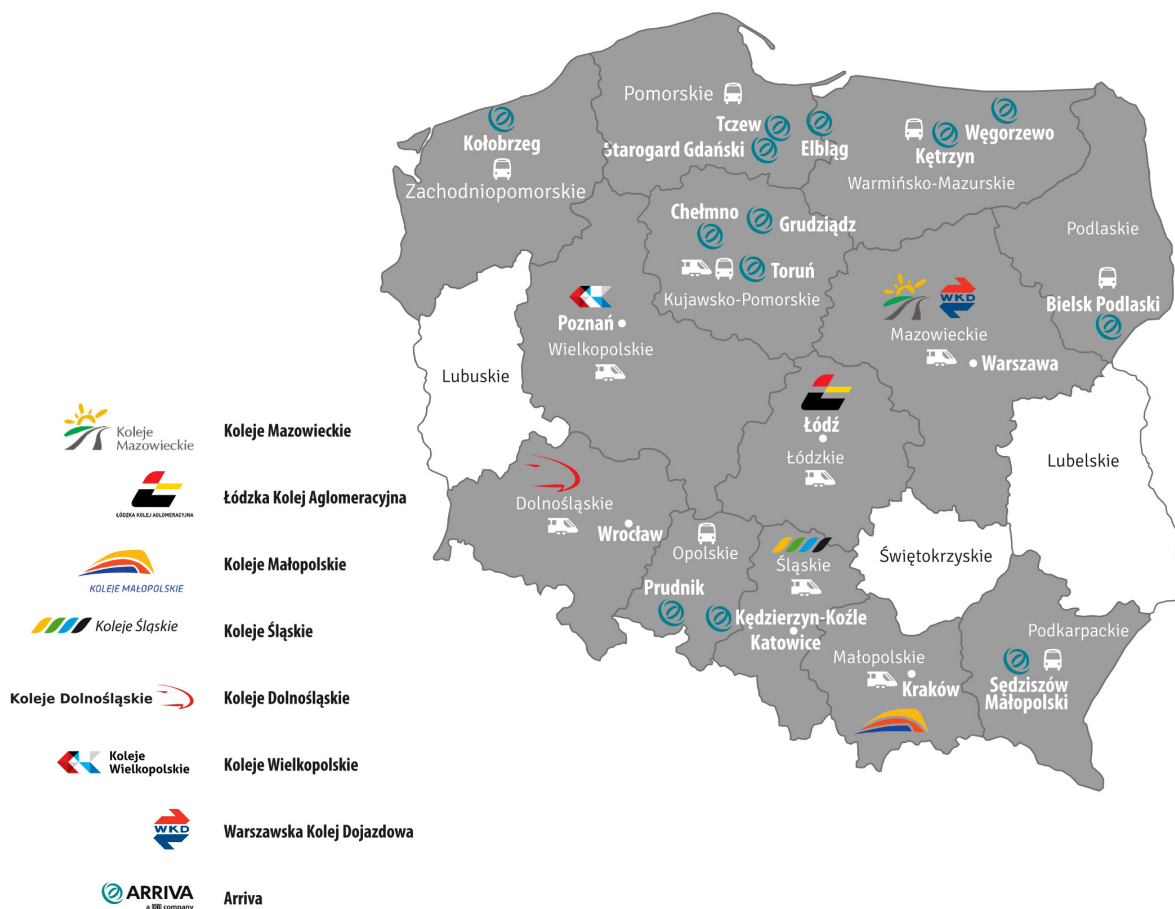 Pomorskie
Tczew
Starogard Gdański
Elbląg
Kołobrzeg
Zachodniopomorskie
Węgorzewo
Kętrzyn
Warmińsko-Mazurskie
Chełmno
Grudziądz
Toruń
Kujawsko-Pomorskie
Podlaskie
Bielsk Podlaski
Poznań
Wielkopolskie
WKD
Mazowieckie
Warszawa
Lubuskie
Łódź
Łódzkie
Lubelskie
Dolnośląskie
Wrocław
Opolskie
Śląskie
Świętokrzyskie
Prudnik
Kędzierzyn-Koźle
Katowice
Małopolskie
Kraków
Podkarpackie
Sędziszów
Małopolski
Koleje
Mazowieckie
Koleje Mazowieckie
ŁÓDZKA KOLEJ AGLOMERACYJNA
Łódzka Kolej Aglomeracyjna
KOLEJE MAŁOPOLSKIE
Koleje Małopolskie
Koleje Śląskie
Koleje Śląskie
Koleje Dolnośląskie
Koleje Dolnośląskie
Koleje
Wielkopolskie
Koleje Wielkopolskie
WKD
Warszawska Kolej Dojazdowa
ARRIVA
a DB company
Arriva